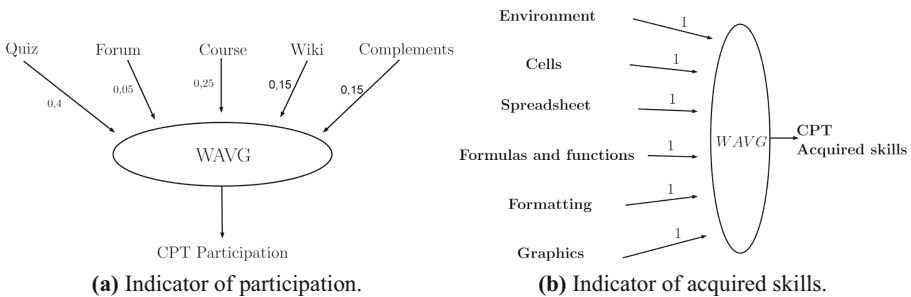 Quiz Forum Course Wiki Complements
0,4 0,05 0,25 0,15 0,15
WAVG
CPT Participation
(a) Indicator of participation.
Environment 1
Cells 1
Spreadsheet 1
Formulas and functions 1
Formatting 1
Graphics 1
WAVG
CPT
Acquired skills
(b) Indicator of acquired skills.